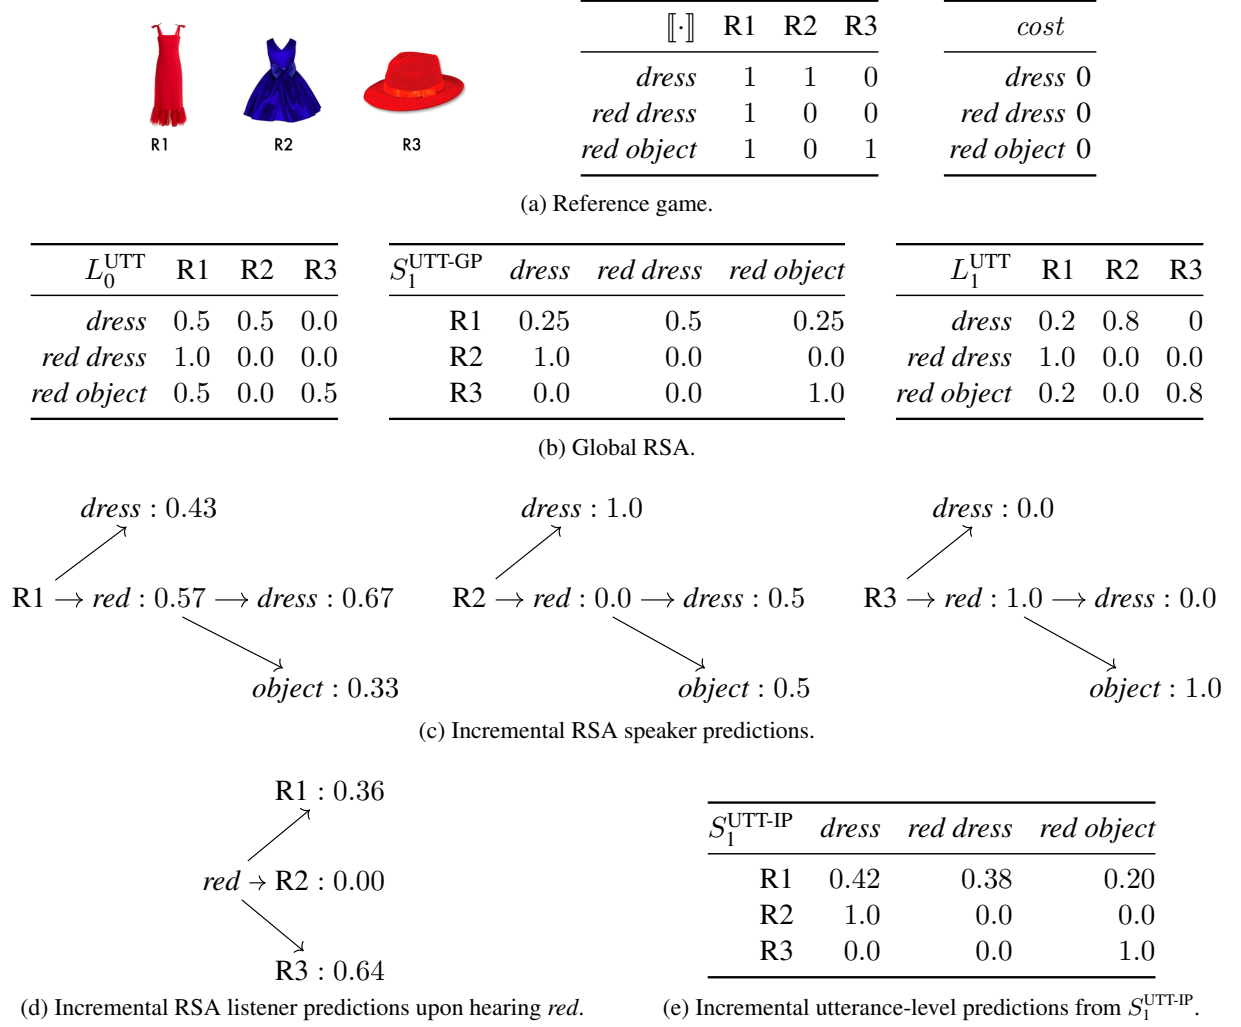 R1 R2 R3
⟦·⟧ R1 R2 R3
dress 1 1 0
red dress 1 0 0
red object 1 0 1
cost
dress 0
red dress 0
red object 0
(a) Reference game.
L_0^UTT R1 R2 R3
dress 0.5 0.5 0.0
red dress 1.0 0.0 0.0
red object 0.5 0.0 0.5
S_1^UTT-GP dress red dress red object
R1 0.25 0.5 0.25
R2 1.0 0.0 0.0
R3 0.0 0.0 1.0
L_1^UTT R1 R2 R3
dress 0.2 0.8 0
red dress 1.0 0.0 0.0
red object 0.2 0.0 0.8
(b) Global RSA.
dress : 0.43
R1 → red : 0.57 → dress : 0.67
object : 0.33
dress : 1.0
R2 → red : 0.0 → dress : 0.5
object : 0.5
dress : 0.0
R3 → red : 1.0 → dress : 0.0
object : 1.0
(c) Incremental RSA speaker predictions.
R1 : 0.36
red → R2 : 0.00
R3 : 0.64
(d) Incremental RSA listener predictions upon hearing red.
S_1^UTT-IP dress red dress red object
R1 0.42 0.38 0.20
R2 1.0 0.0 0.0
R3 0.0 0.0 1.0
(e) Incremental utterance-level predictions from S_1^UTT-IP.